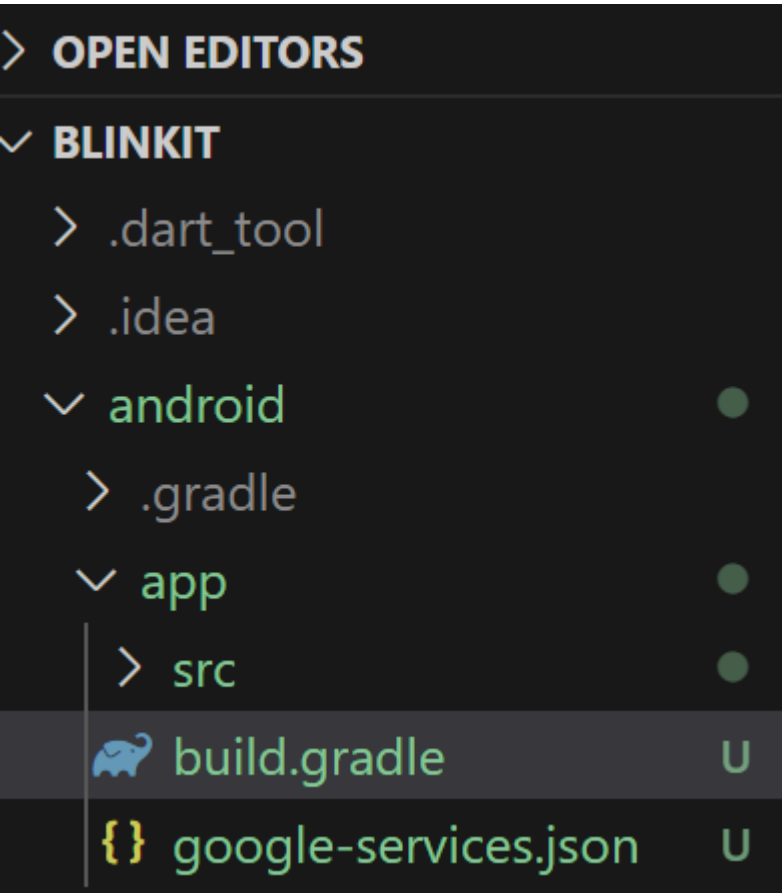 OPEN EDITORS
BLINKIT
.dart_tool
.idea
android
.gradle
app
src
build.gradle U
{} google-services.json U